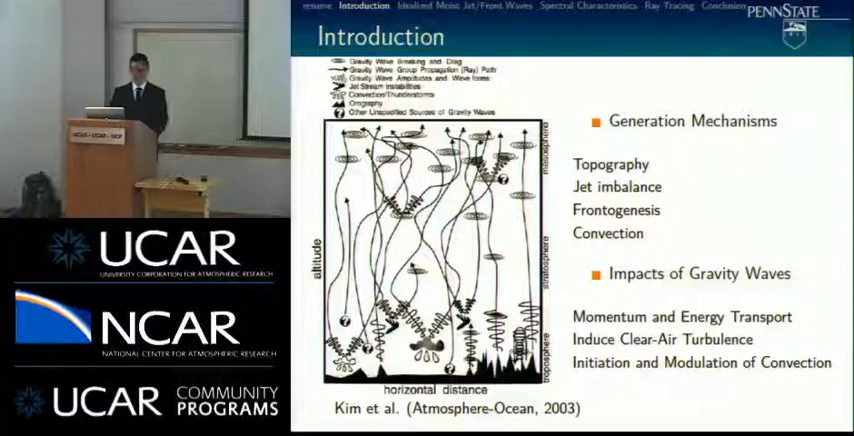 resume Introduction Idealized Moist Jet/Front Waves Spectral Characteristics Ray Tracing Conclusion
PENNSTATE
Introduction
Gravity Wave Breaking and Drag
Gravity Wave Group Propagation (Ray) Path
Gravity Wave Amplitudes and Wave forms
Jet Stream Instabilities
Convection/Thunderstorms
Orography
Other Unspecified Sources of Gravity Waves
altitude
mesosphere
stratosphere
troposphere
horizontal distance
Kim et al. (Atmosphere-Ocean, 2003)
Generation Mechanisms
Topography
Jet imbalance
Frontogenesis
Convection
Impacts of Gravity Waves
Momentum and Energy Transport
Induce Clear-Air Turbulence
Initiation and Modulation of Convection
UCAR
UNIVERSITY CORPORATION FOR ATMOSPHERIC RESEARCH
NCAR
NATIONAL CENTER FOR ATMOSPHERIC RESEARCH
UCAR COMMUNITY
PROGRAMS